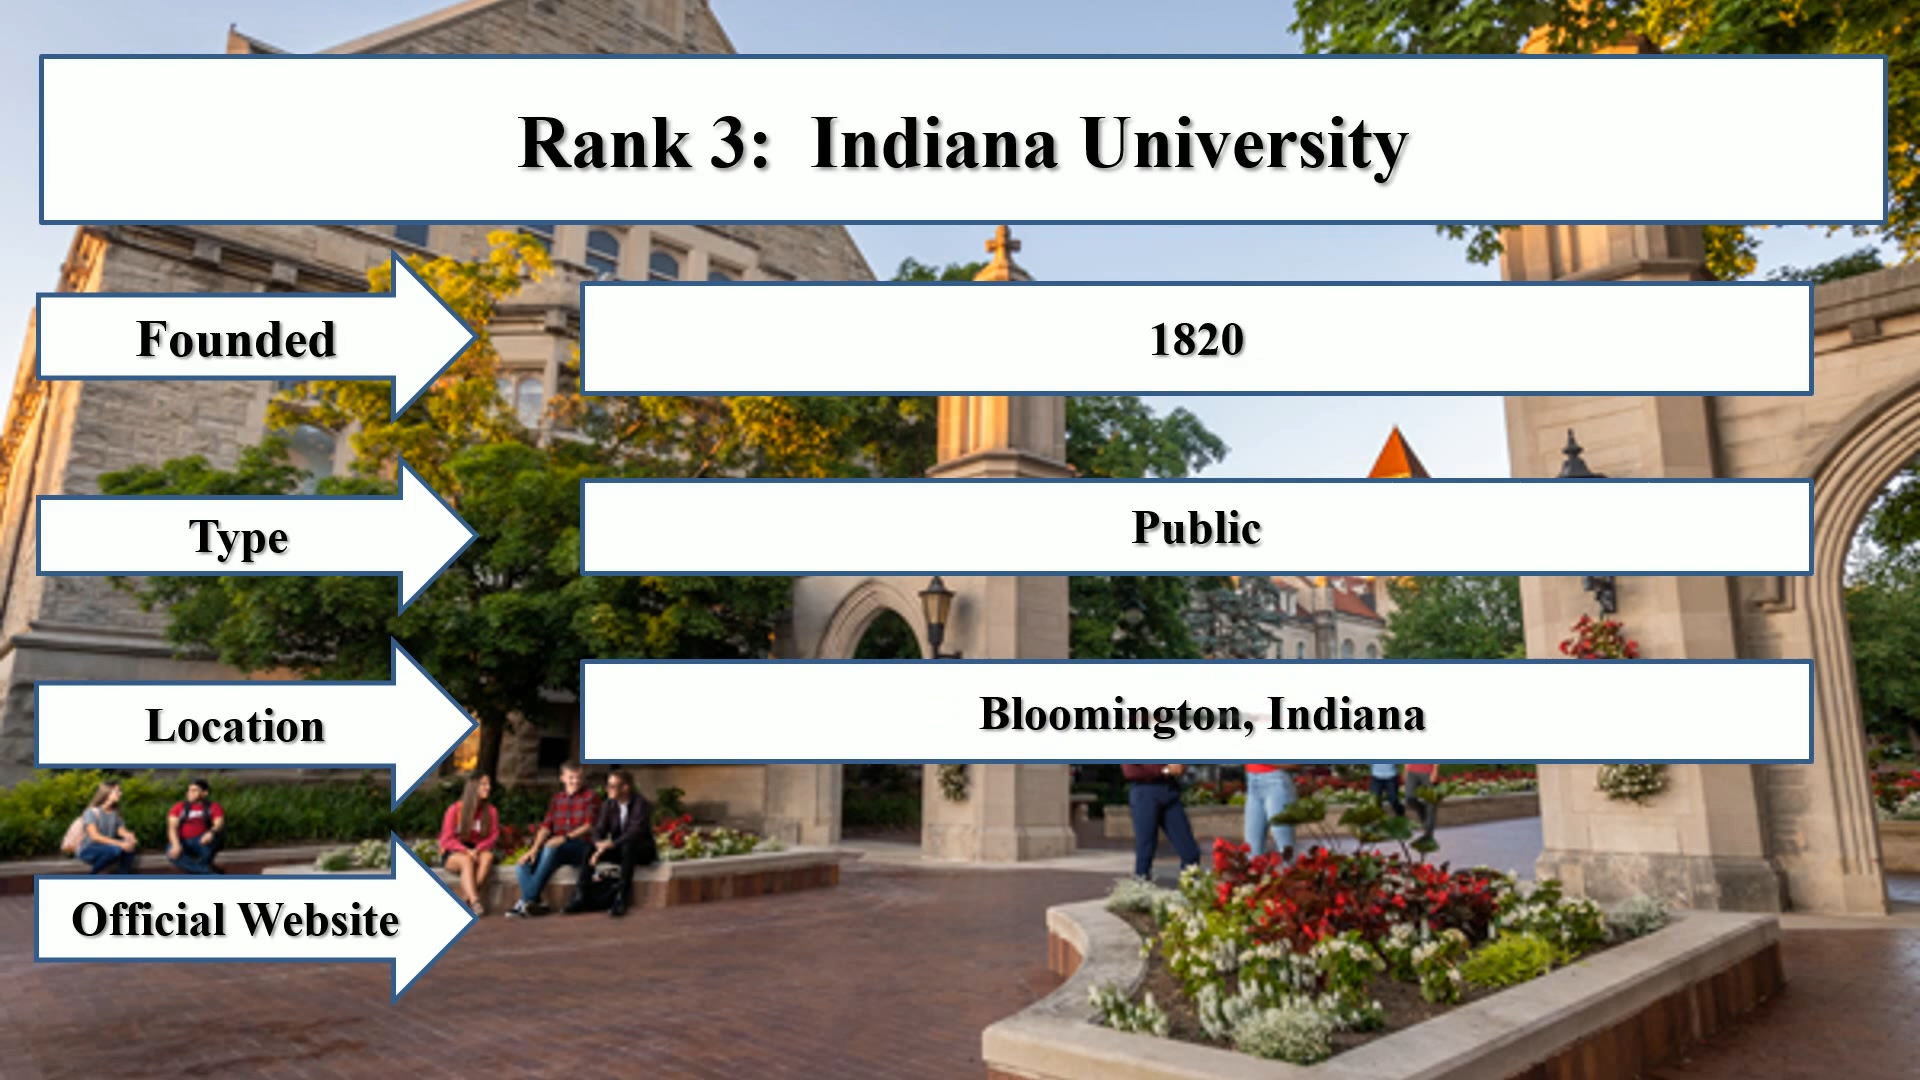 Rank 3: Indiana University
Founded
1820
Type
Public
Location
Bloomington, Indiana
Official Website